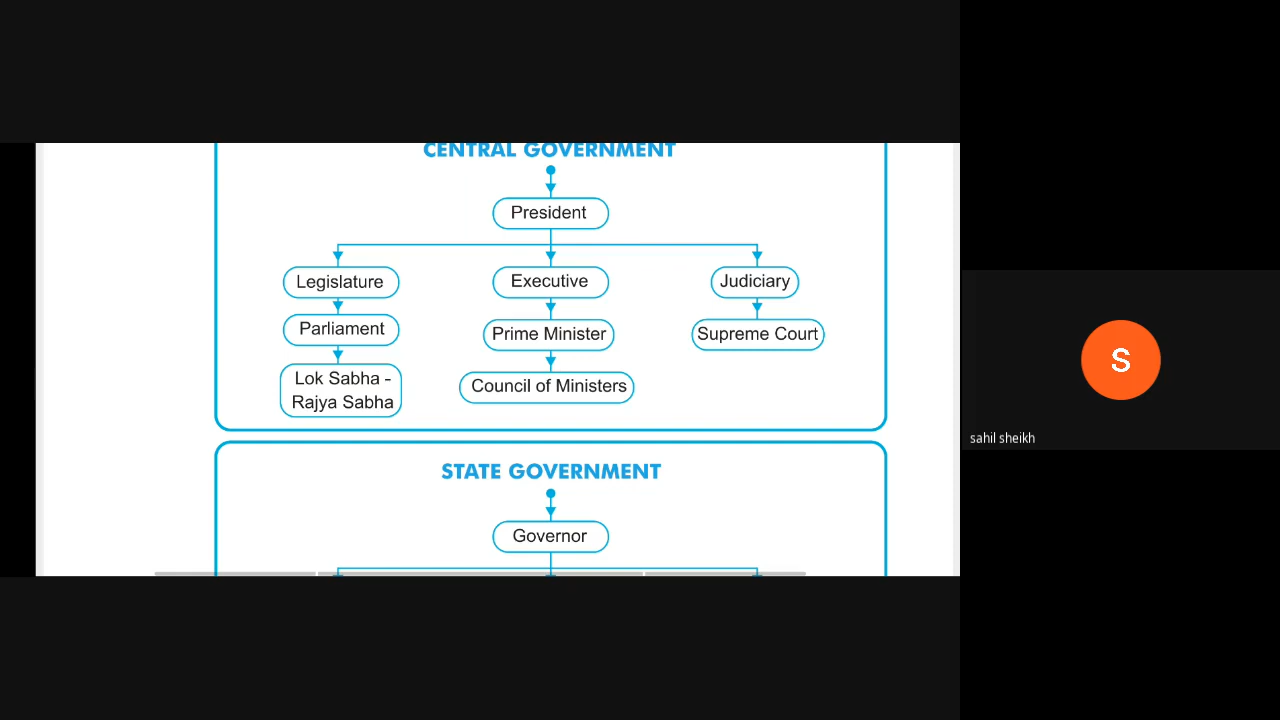 CENTRAL GOVERNMENT
President
Legislature
Executive
Judiciary
Parliament
Prime Minister
Supreme Court
Lok Sabha -
Rajya Sabha
Council of Ministers
STATE GOVERNMENT
Governor
S
sahil sheikh